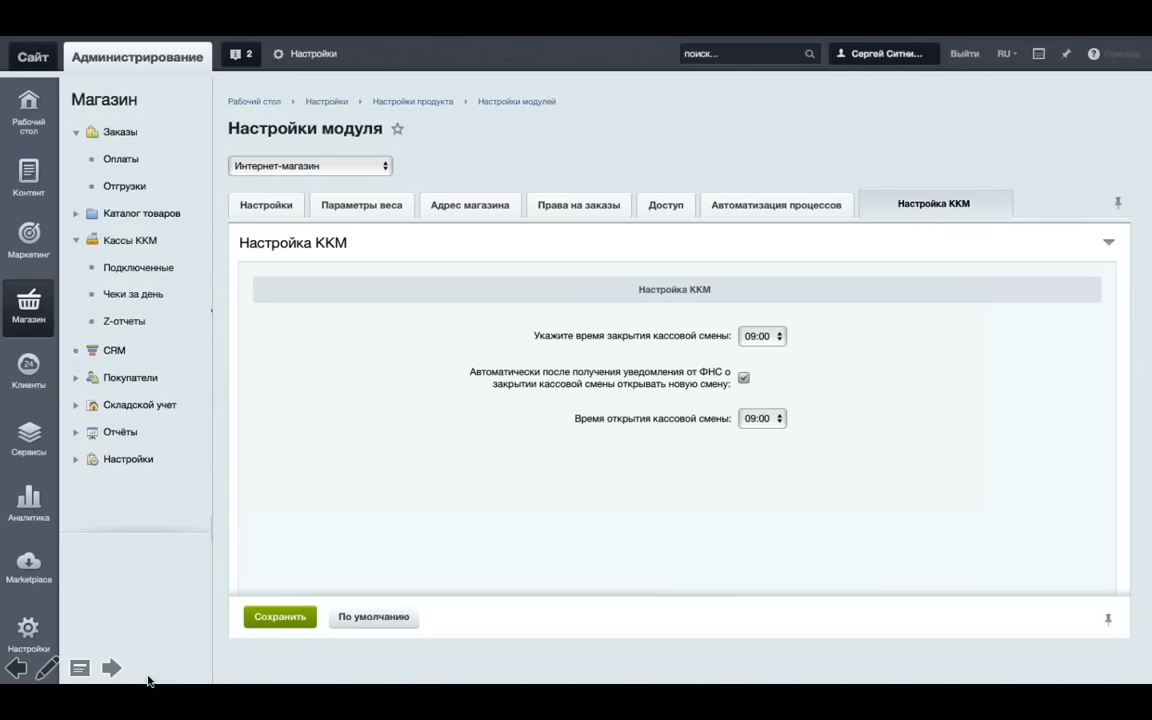 Сайт
Администрирование
2
Настройки
поиск...
Сергей Ситни...
Выйти
RU
?
Помощь
Рабочий стол
Контент
Маркетинг
Магазин
24
Клиенты
Сервисы
Аналитика
Marketplace
Настройки
Магазин
Заказы
Оплаты
Отгрузки
Каталог товаров
Кассы ККМ
Подключенные
Чеки за день
Z-отчеты
CRM
Покупатели
Складской учет
Отчёты
Настройки
Рабочий стол
Настройки
Настройки продукта
Настройки модулей
Настройки модуля
Интернет-магазин
Настройки
Параметры веса
Адрес магазина
Права на заказы
Доступ
Автоматизация процессов
Настройка ККМ
Настройка ККМ
Настройка ККМ
Укажите время закрытия кассовой смены: 09:00
Автоматически после получения уведомления от ФНС о
закрытии кассовой смены открывать новую смену:
Время открытия кассовой смены: 09:00
Сохранить
По умолчанию